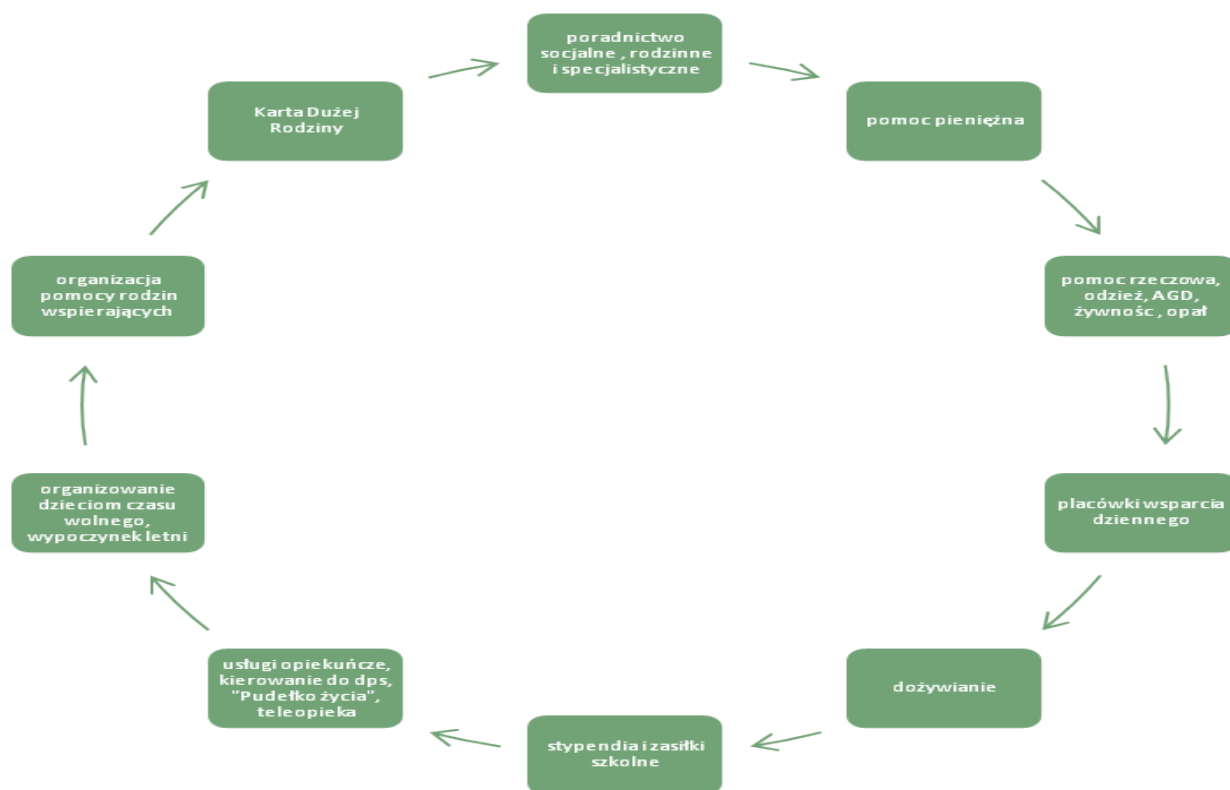 poradnictwo
socjalne , rodzinne
i specjalistyczne
pomoc pieniężna
pomoc rzeczowa,
odzież, AGD,
żywnośc , opał
placówki wsparcia
dziennego
dożywianie
stypendia i zasiłki
szkolne
usługi opiekuńcze,
kierowanie do dps,
"Pudełko życia",
teleopieka
organizowanie
dzieciom czasu
wolnego,
wypoczynek letni
organizacja
pomocy rodzin
wspierających
Karta Dużej
Rodziny